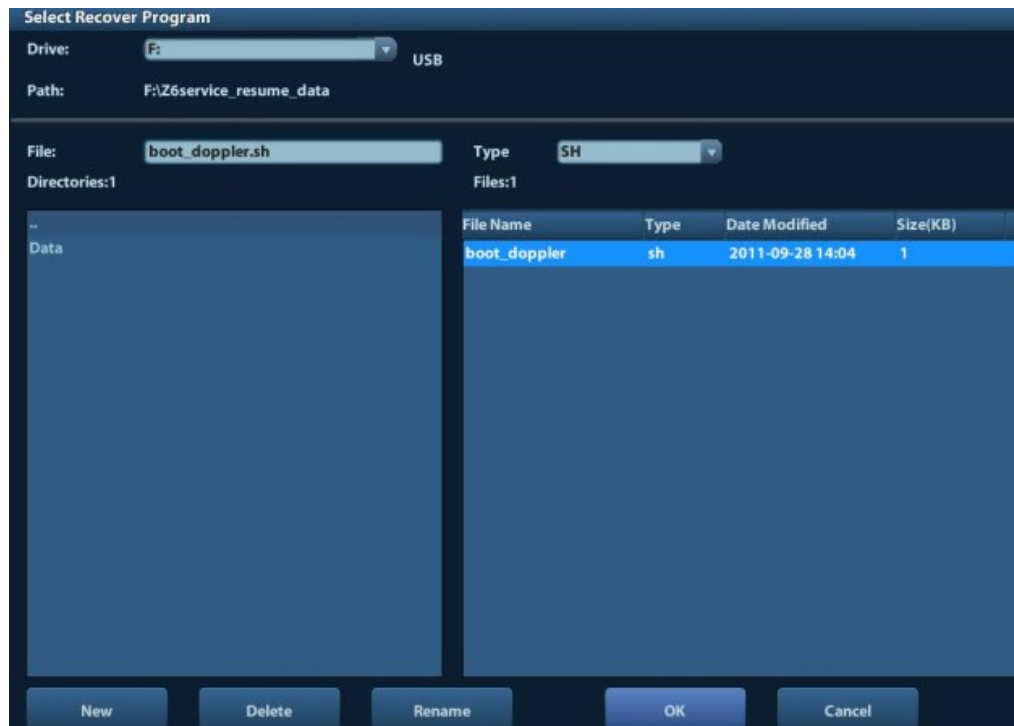 Select Recover Program
Drive: F: USB
Path: F:\Z6service_resume_data
File: boot_doppler.sh Type SH
Directories:1 Files:1
.. File Name Type Date Modified Size(KB)
Data boot_doppler sh 2011-09-28 14:04 1
New Delete Rename OK Cancel